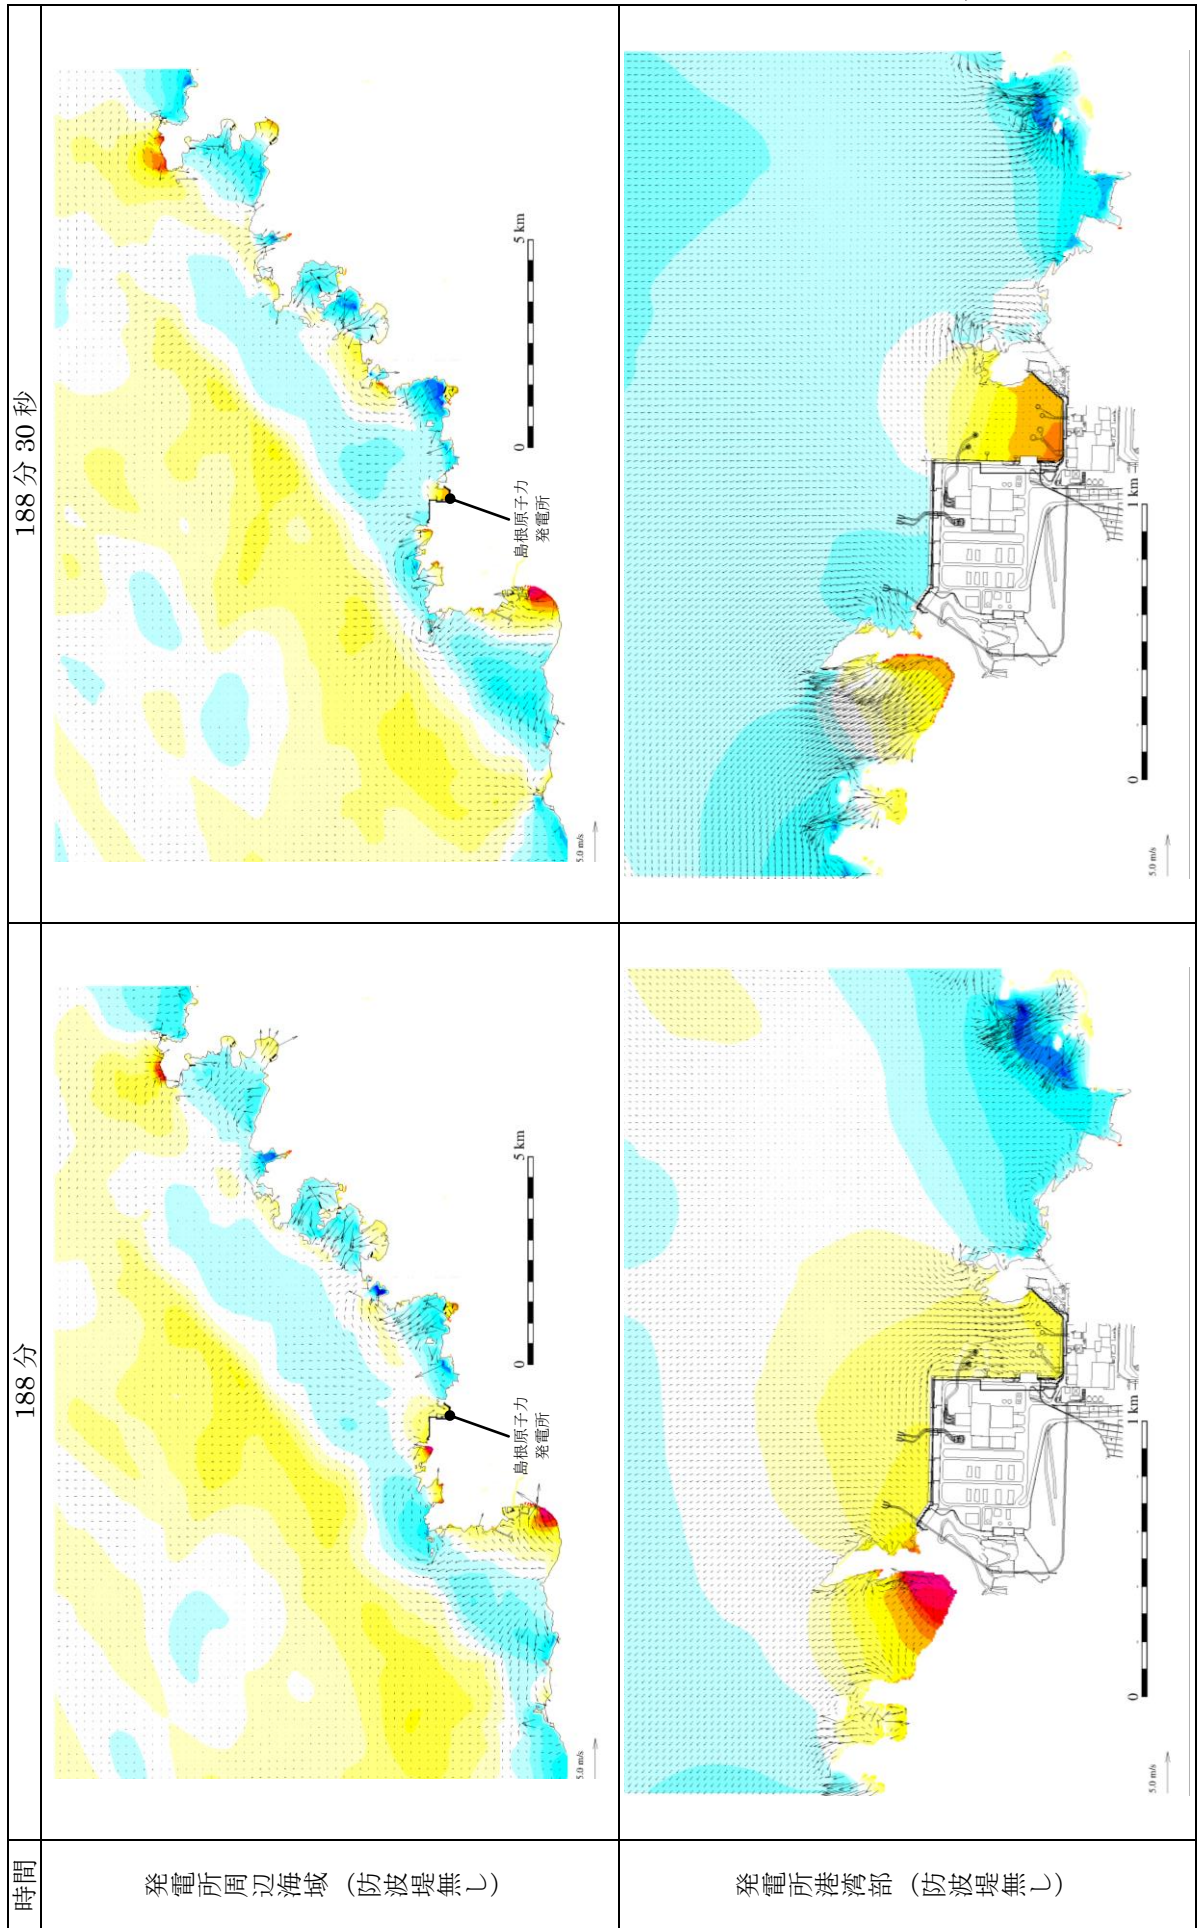 時間
188分
188分 30秒
発電所周辺海域（防波堤無し）
島根原子力
発電所
0
5 km
5.0 m/s
島根原子力
発電所
0
5 km
5.0 m/s
発電所港湾部（防波堤無し）
0
1 km
5.0 m/s
0
1 km
5.0 m/s